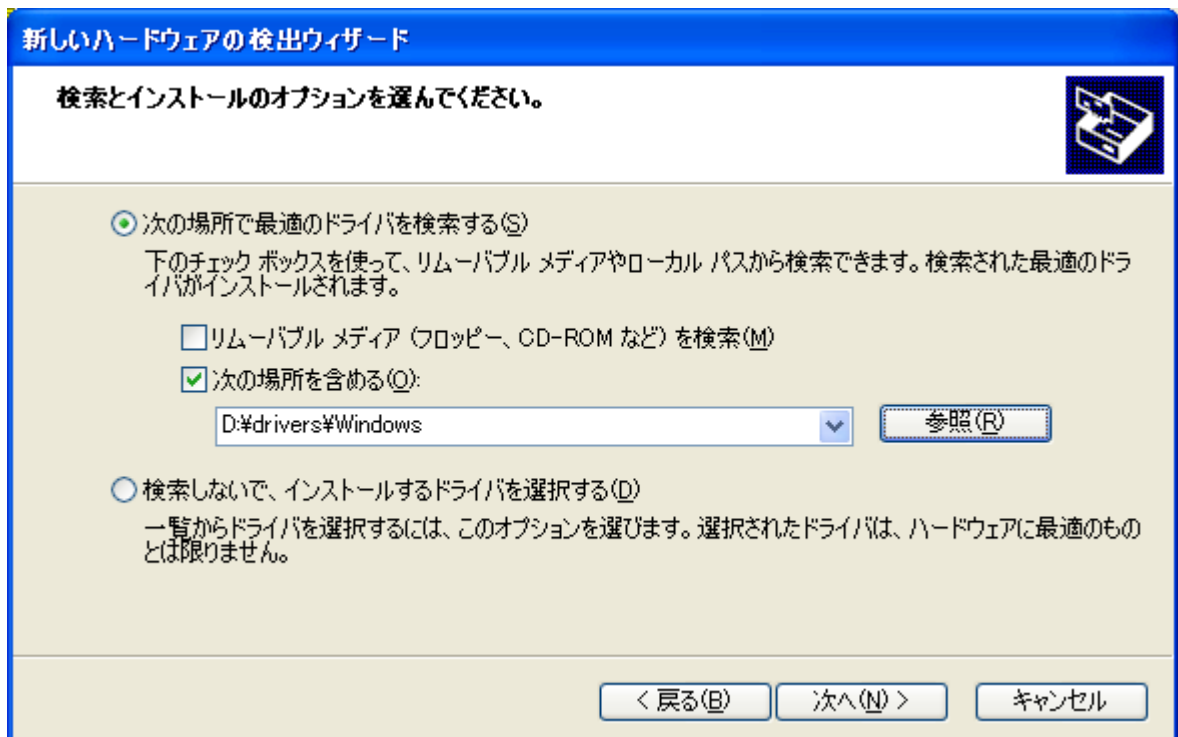 新しいハードウェアの検出ウィザード
検索とインストールのオプションを選んでください。
次の場所で最適のドライバを検索する(S)
下のチェック ボックスを使って、リムーバブル メディアやローカル パスから検索できます。検索された最適のドラ
イバがインストールされます。
リムーバブル メディア (フロッピー、CD-ROM など) を検索(M)
次の場所を含める(O):
D:¥drivers¥Windows
参照(R)
検索しないで、インストールするドライバを選択する(D)
一覧からドライバを選択するには、このオプションを選びます。選択されたドライバは、ハードウェアに最適のもの
とは限りません。
< 戻る(B)
次へ(N) >
キャンセル